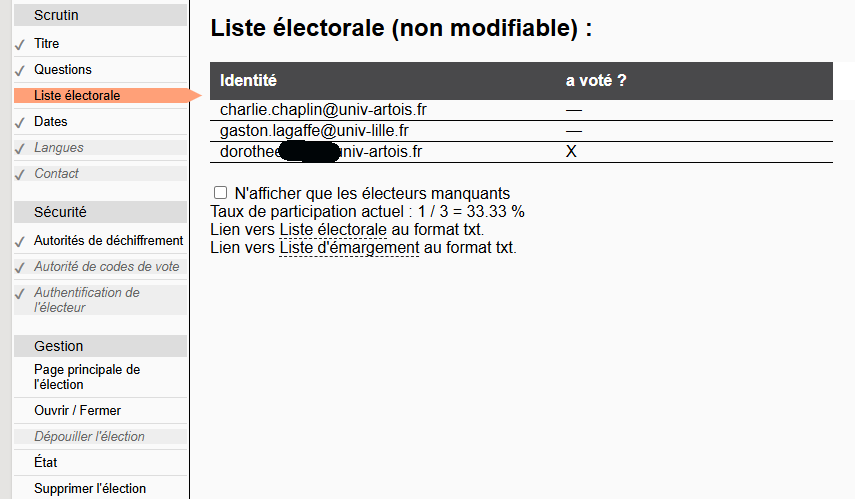 Scrutin
Titre
Questions
Liste électorale
Dates
Langues
Contact
Sécurité
Autorités de déchiffrement
Autorité de codes de vote
Authentification de
l'électeur
Gestion
Page principale de
l'élection
Ouvrir / Fermer
Dépouiller l'élection
État
Supprimer l'élection
Liste électorale (non modifiable) :
Identité a voté ?
charlie.chaplin@univ-artois.fr —
gaston.lagaffe@univ-lille.fr —
dorothee niv-artois.fr X
N'afficher que les électeurs manquants
Taux de participation actuel : 1 / 3 = 33.33 %
Lien vers Liste électorale au format txt.
Lien vers Liste d'émargement au format txt.